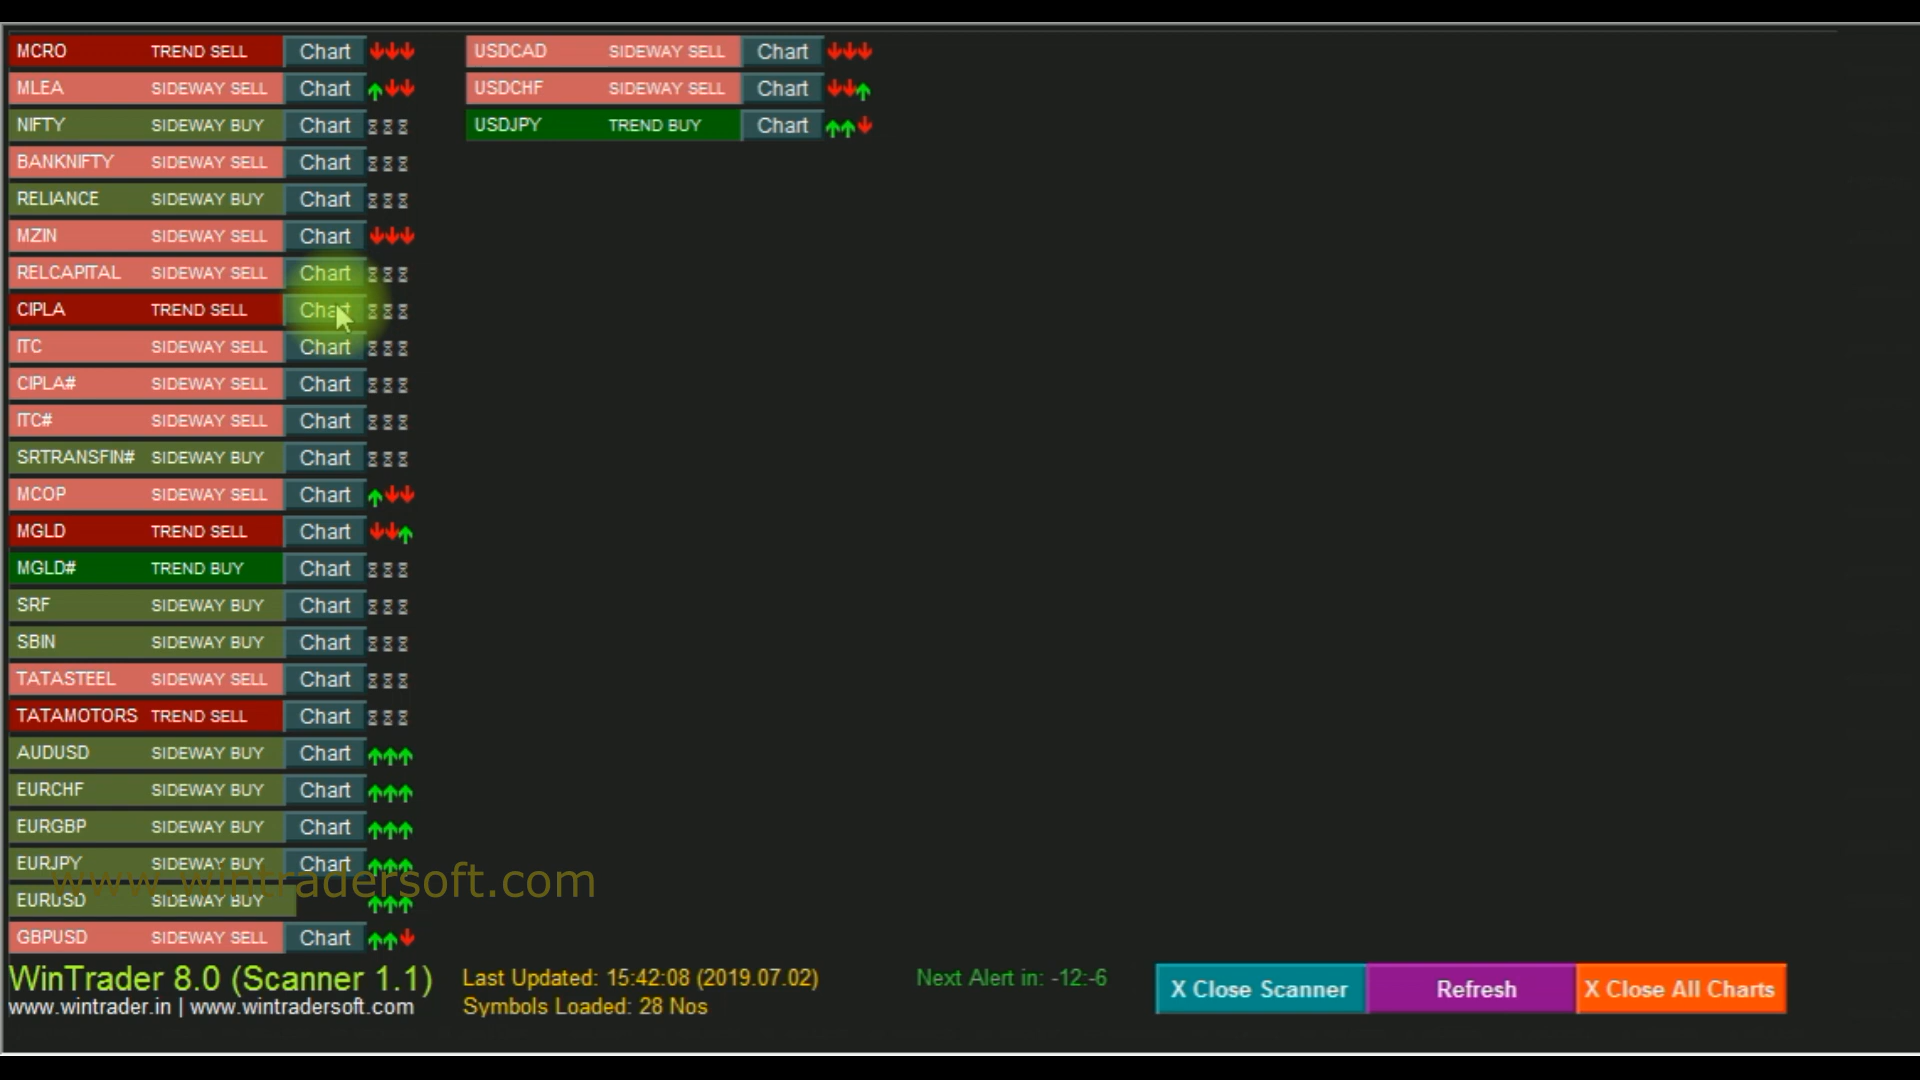 MCRO TREND SELL Chart
MLEA SIDEWAY SELL Chart
NIFTY SIDEWAY BUY Chart
BANKNIFTY SIDEWAY SELL Chart
RELIANCE SIDEWAY BUY Chart
MZIN SIDEWAY SELL Chart
RELCAPITAL SIDEWAY SELL Chart
CIPLA TREND SELL Chart
ITC SIDEWAY SELL Chart
CIPLA# SIDEWAY SELL Chart
ITC# SIDEWAY SELL Chart
SRTRANSFIN# SIDEWAY BUY Chart
MCOP SIDEWAY SELL Chart
MGLD TREND SELL Chart
MGLD# TREND BUY Chart
SRF SIDEWAY BUY Chart
SBIN SIDEWAY BUY Chart
TATASTEEL SIDEWAY SELL Chart
TATAMOTORS TREND SELL Chart
AUDUSD SIDEWAY BUY Chart
EURCHF SIDEWAY BUY Chart
EURGBP SIDEWAY BUY Chart
EURJPY SIDEWAY BUY Chart
www.wintradersoft.com
EURUSD SIDEWAY BUY
GBPUSD SIDEWAY SELL Chart
USDCAD SIDEWAY SELL Chart
USDCHF SIDEWAY SELL Chart
USDJPY TREND BUY Chart
WinTrader 8.0 (Scanner 1.1)
www.wintrader.in | www.wintradersoft.com
Last Updated: 15:42:08 (2019.07.02)
Symbols Loaded: 28 Nos
Next Alert in: -12:-6
X Close Scanner
Refresh
X Close All Charts